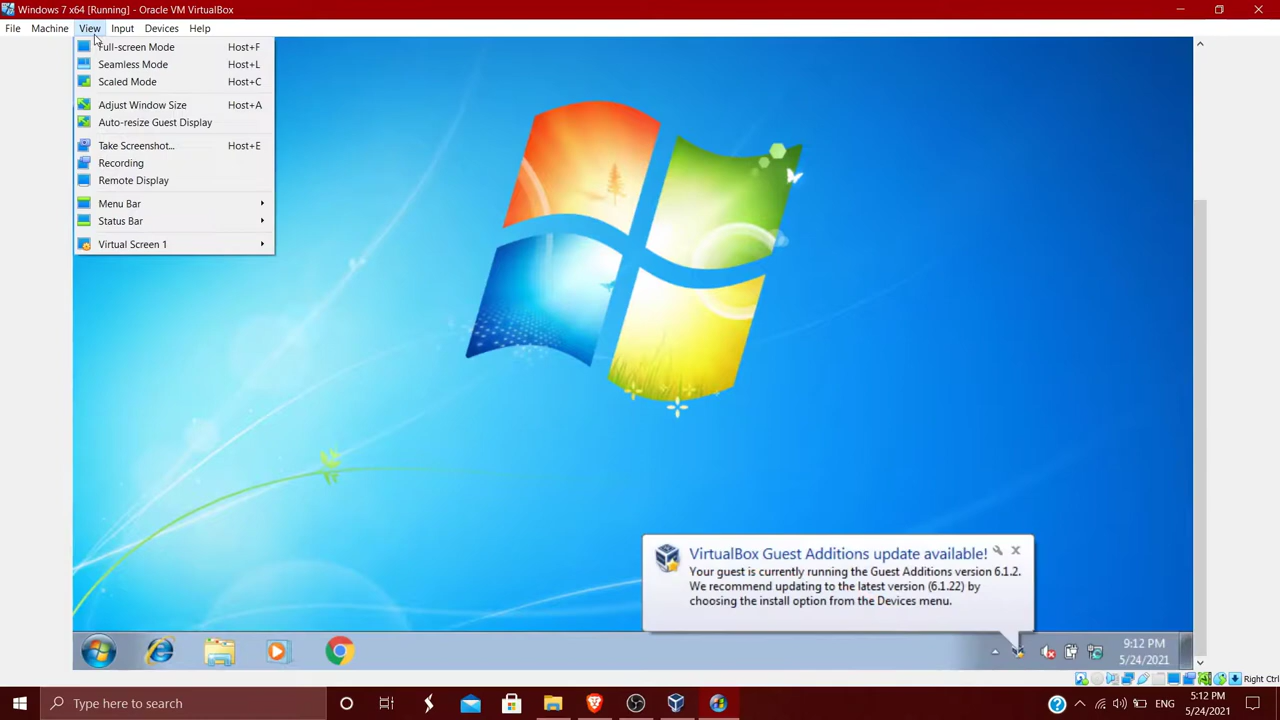 Windows 7 x64 [Running] - Oracle VM VirtualBox
File Machine View Input Devices Help
Full-screen Mode Host+F
Seamless Mode Host+L
Scaled Mode Host+C
Adjust Window Size Host+A
Auto-resize Guest Display
Take Screenshot... Host+E
Recording
Remote Display
Menu Bar
Status Bar
Virtual Screen 1
VirtualBox Guest Additions update available!
Your guest is currently running the Guest Additions version 6.1.2.
We recommend updating to the latest version (6.1.22) by
choosing the install option from the Devices menu.
9:12 PM
5/24/2021
Right Ctrl
Type here to search
ENG
5:12 PM
5/24/2021